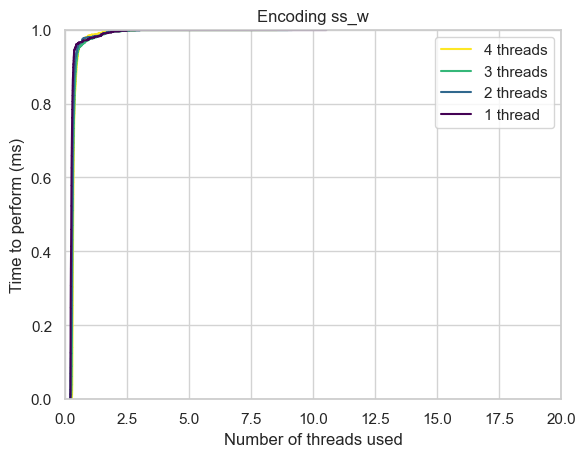 Encoding ss_w
1.0
0.8
0.6
0.4
0.2
0.0
Time to perform (ms)
4 threads
3 threads
2 threads
1 thread
0.0 2.5 5.0 7.5 10.0 12.5 15.0 17.5 20.0
Number of threads used